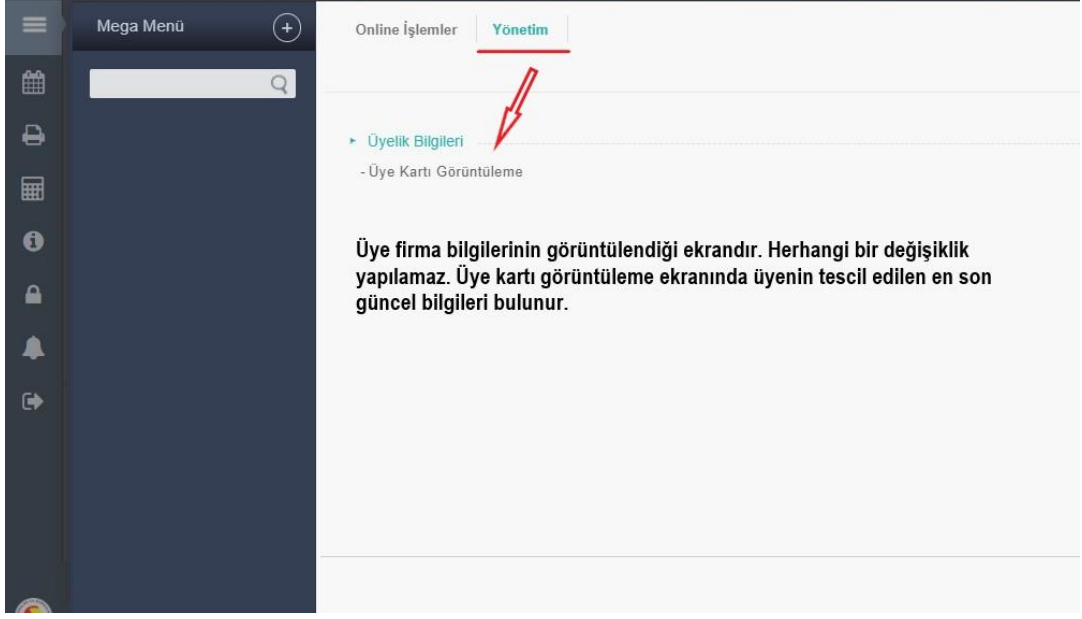 Mega Menü
Online İşlemler
Yönetim
Üyelik Bilgileri
- Üye Kartı Görüntüleme
Üye firma bilgilerinin görüntülendiği ekrandır. Herhangi bir değişiklik
yapılamaz. Üye kartı görüntüleme ekranında üyenin tescil edilen en son
güncel bilgileri bulunur.